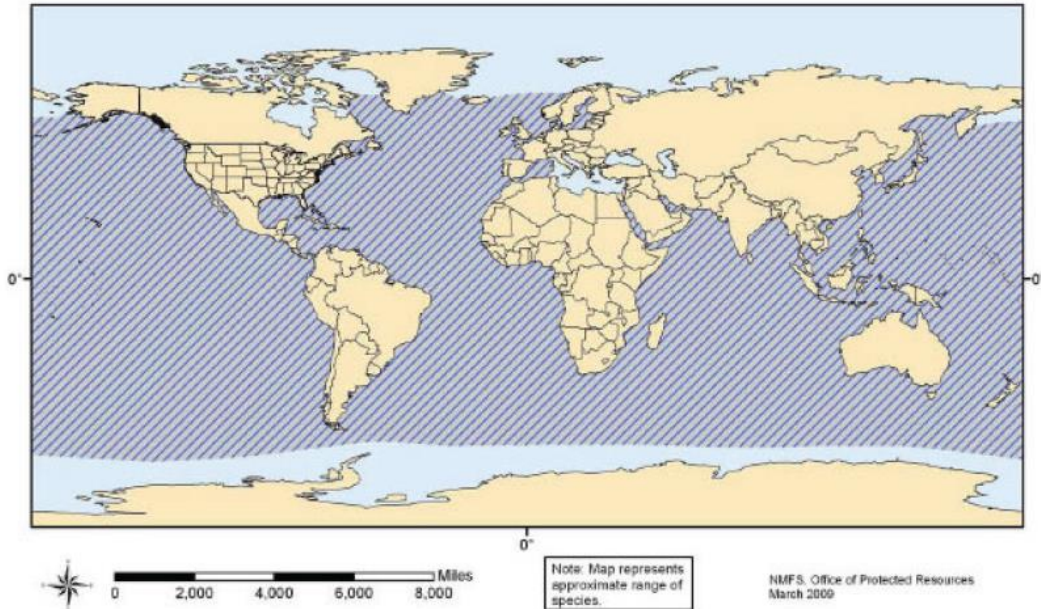 0°
0°
0°
Miles
0 2,000 4,000 6,000 8,000
Note: Map represents
approximate range of
species.
NMFS, Office of Protected Resources
March 2009